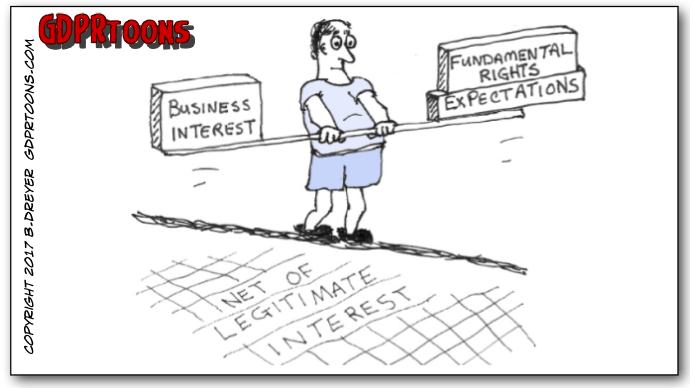 GDPRtoons
BUSINESS
INTEREST
FUNDAMENTAL
RIGHTS
EXPECTATIONS
NET OF
LEGITIMATE
INTEREST
COPYRIGHT 2017 B.DREYER GDPRTOONS.COM